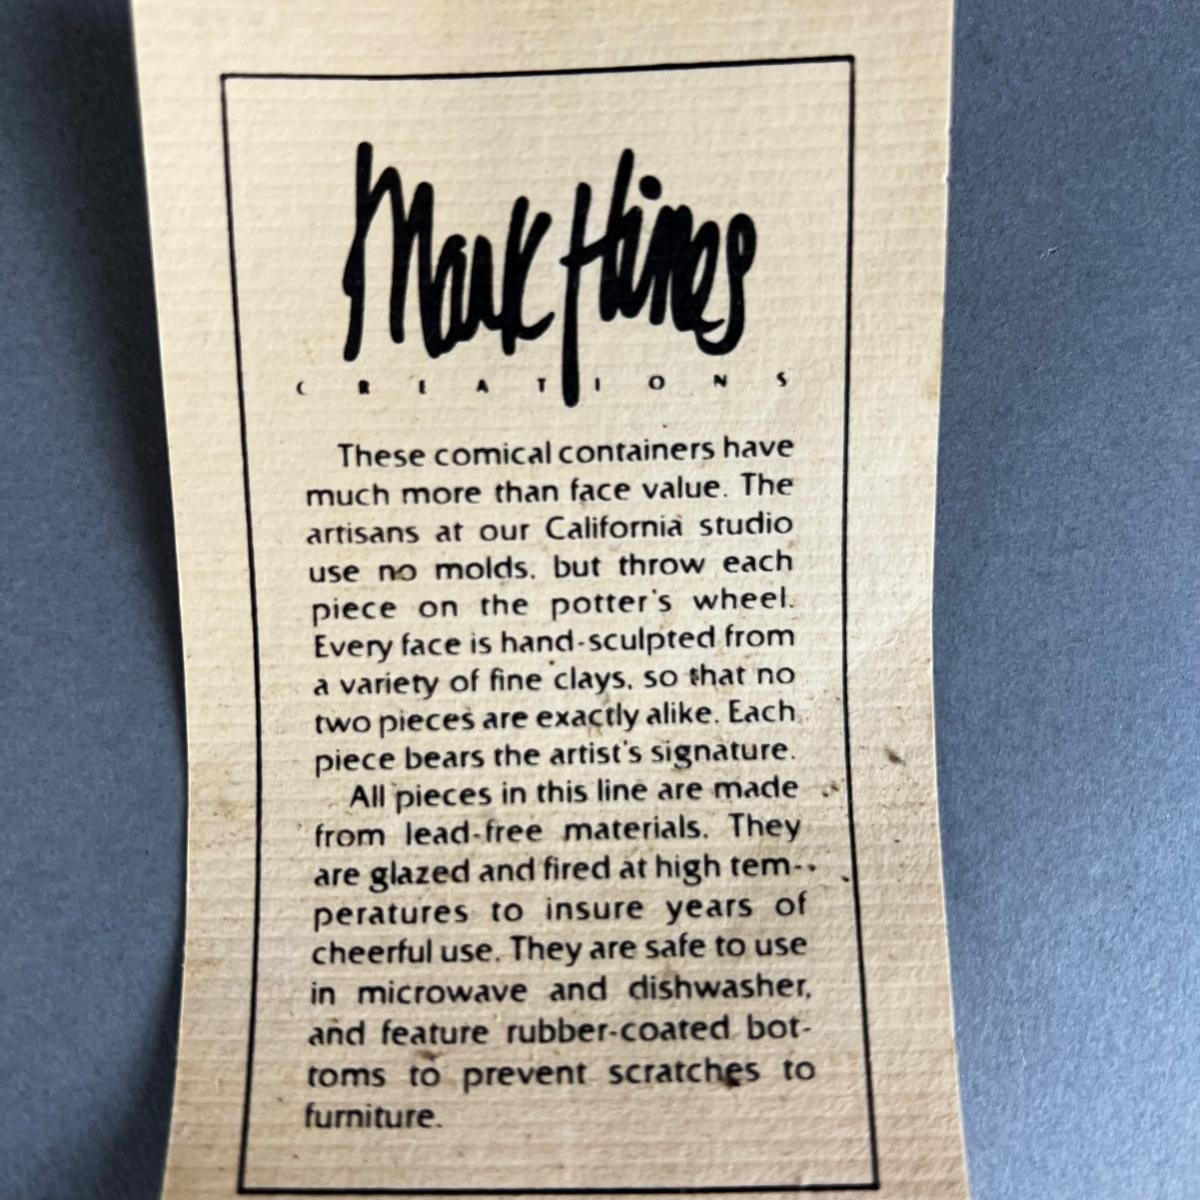 Mark Hines
CREATIONS
These comical containers have
much more than face value. The
artisans at our California studio
use no molds, but throw each
piece on the potter's wheel.
Every face is hand-sculpted from
a variety of fine clays, so that no
two pieces are exactly alike. Each
piece bears the artist's signature.
All pieces in this line are made
from lead-free materials. They
are glazed and fired at high tem-
peratures to insure years of
cheerful use. They are safe to use
in microwave and dishwasher,
and feature rubber-coated bot-
toms to prevent scratches to
furniture.